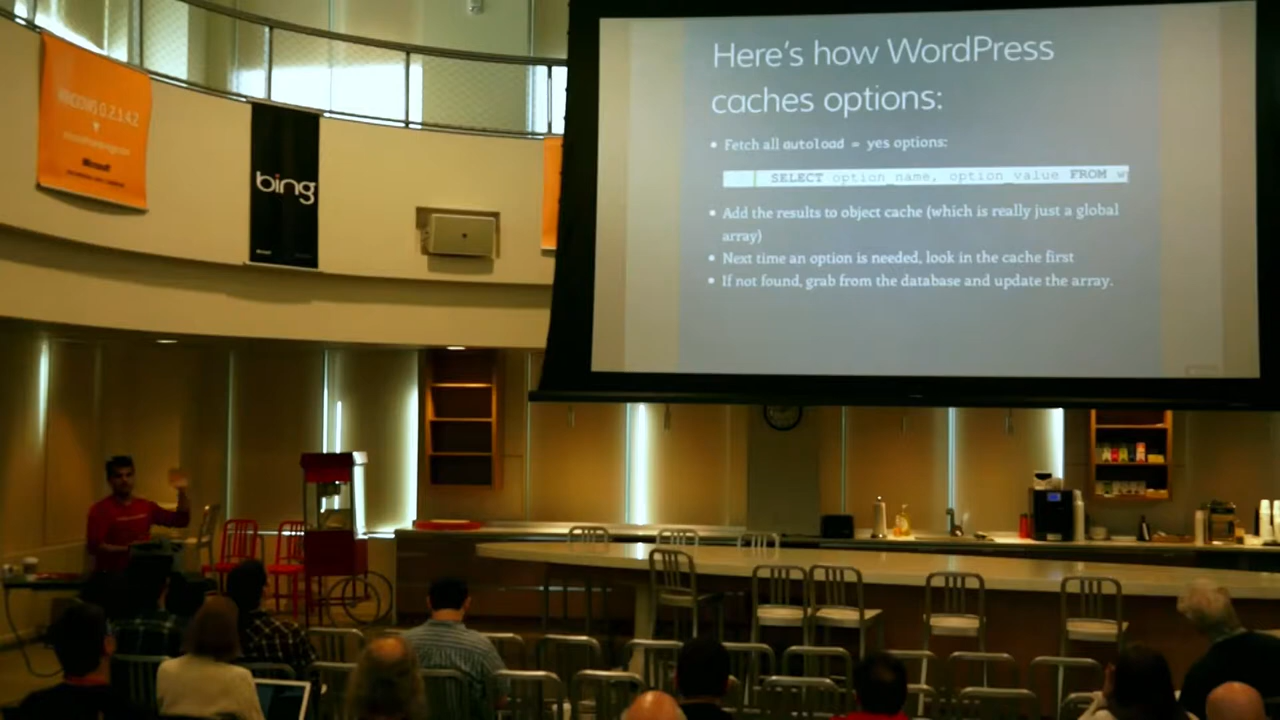 Here's how WordPress
caches options:
• Fetch all autoload = yes options:
SELECT option_name, option_value FROM w
• Add the results to object cache (which is really just a global
array)
• Next time an option is needed, look in the cache first
• If not found, grab from the database and update the array.
bing
Microsoft